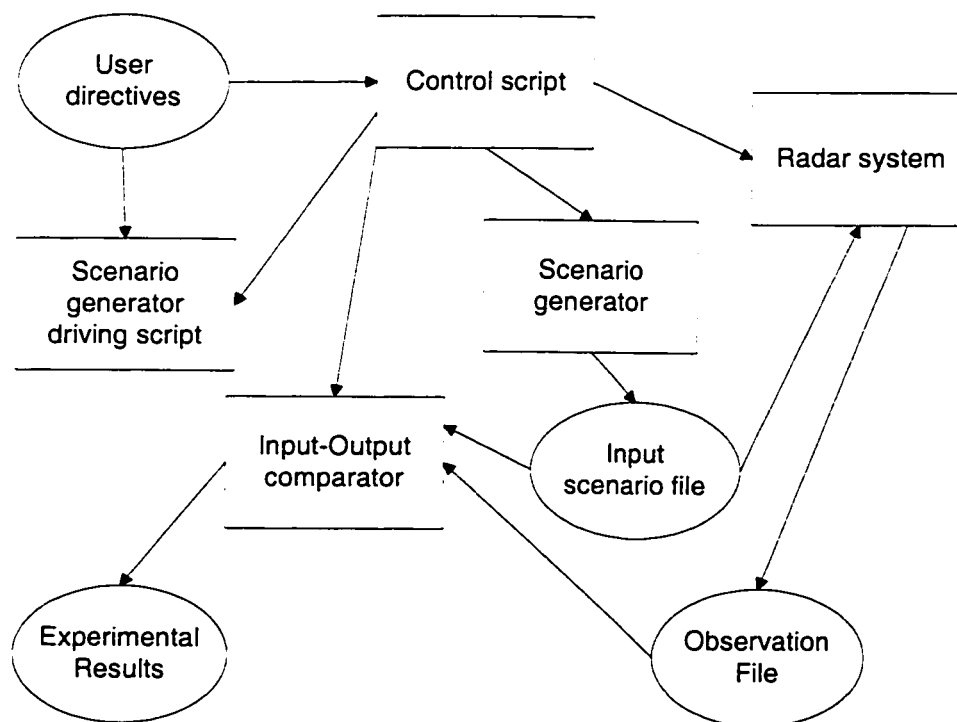 User
directives
Control script
Radar system
Scenario
generator
driving script
Scenario
generator
Input-Output
comparator
Input
scenario file
Experimental
Results
Observation
File